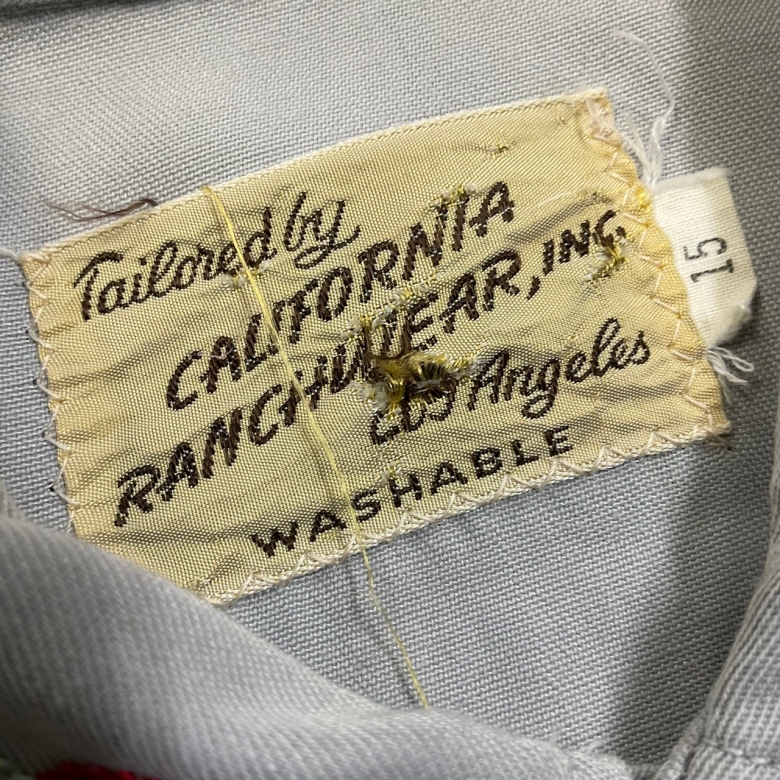 Tailored by
CALIFORNIA
RANCHWEAR, INC.
Los Angeles
WASHABLE
15